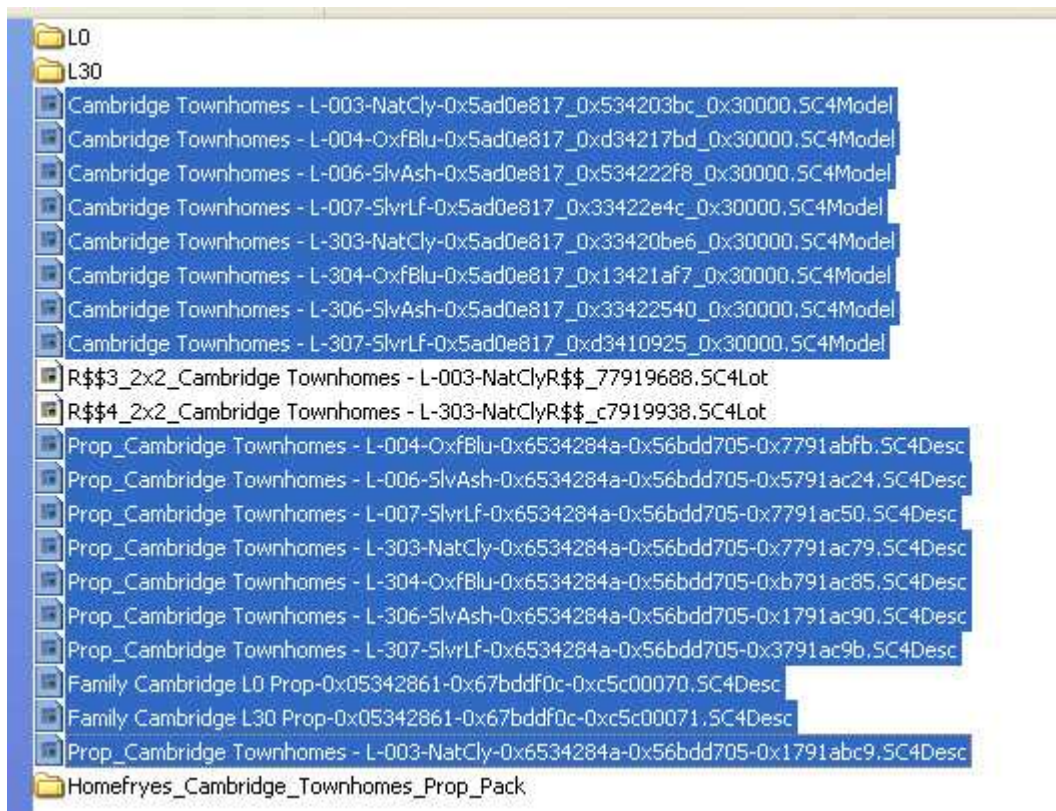 L0
L30
Cambridge Townhomes - L-003-NatCly-0x5ad0e817_0x534203bc_0x30000.SC4Model
Cambridge Townhomes - L-004-OxfBlu-0x5ad0e817_0xd34217bd_0x30000.SC4Model
Cambridge Townhomes - L-006-SlvAsh-0x5ad0e817_0x534222f8_0x30000.SC4Model
Cambridge Townhomes - L-007-SlvrLf-0x5ad0e817_0x33422e4c_0x30000.SC4Model
Cambridge Townhomes - L-303-NatCly-0x5ad0e817_0x33420be6_0x30000.SC4Model
Cambridge Townhomes - L-304-OxfBlu-0x5ad0e817_0x13421af7_0x30000.SC4Model
Cambridge Townhomes - L-306-SlvAsh-0x5ad0e817_0x33422540_0x30000.SC4Model
Cambridge Townhomes - L-307-SlvrLf-0x5ad0e817_0xd3410925_0x30000.SC4Model
R$$3_2x2_Cambridge Townhomes - L-003-NatClyR$$_77919688.SC4Lot
R$$4_2x2_Cambridge Townhomes - L-303-NatClyR$$_c7919938.SC4Lot
Prop_Cambridge Townhomes - L-004-OxfBlu-0x6534284a-0x56bdd705-0x7791abfb.SC4Desc
Prop_Cambridge Townhomes - L-006-SlvAsh-0x6534284a-0x56bdd705-0x5791ac24.SC4Desc
Prop_Cambridge Townhomes - L-007-SlvrLf-0x6534284a-0x56bdd705-0x7791ac50.SC4Desc
Prop_Cambridge Townhomes - L-303-NatCly-0x6534284a-0x56bdd705-0x7791ac79.SC4Desc
Prop_Cambridge Townhomes - L-304-OxfBlu-0x6534284a-0x56bdd705-0xb791ac85.SC4Desc
Prop_Cambridge Townhomes - L-306-SlvAsh-0x6534284a-0x56bdd705-0x1791ac90.SC4Desc
Prop_Cambridge Townhomes - L-307-SlvrLf-0x6534284a-0x56bdd705-0x3791ac9b.SC4Desc
Family Cambridge L0 Prop-0x05342861-0x67bddf0c-0xc5c00070.SC4Desc
Family Cambridge L30 Prop-0x05342861-0x67bddf0c-0xc5c00071.SC4Desc
Prop_Cambridge Townhomes - L-003-NatCly-0x6534284a-0x56bdd705-0x1791abc9.SC4Desc
Homefryes_Cambridge_Townhomes_Prop_Pack